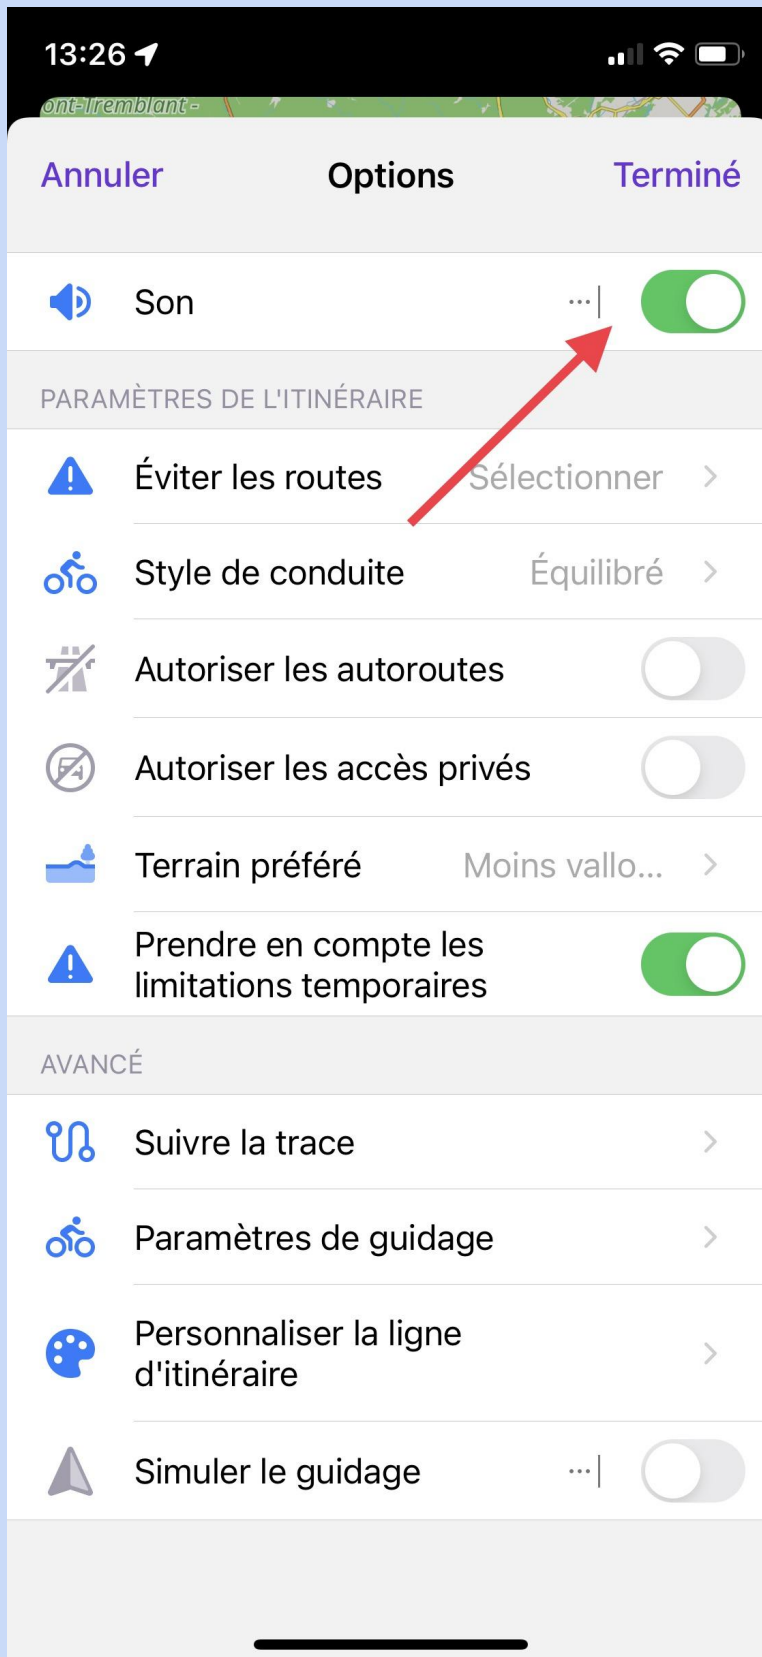 13:26
ont-Tremblant -
Annuler Options Terminé
Son ...|
PARAMÈTRES DE L'ITINÉRAIRE
Éviter les routes Sélectionner
Style de conduite Équilibré
Autoriser les autoroutes
Autoriser les accès privés
Terrain préféré Moins vallo...
Prendre en compte les
limitations temporaires
AVANCÉ
Suivre la trace
Paramètres de guidage
Personnaliser la ligne
d'itinéraire
Simuler le guidage ...|